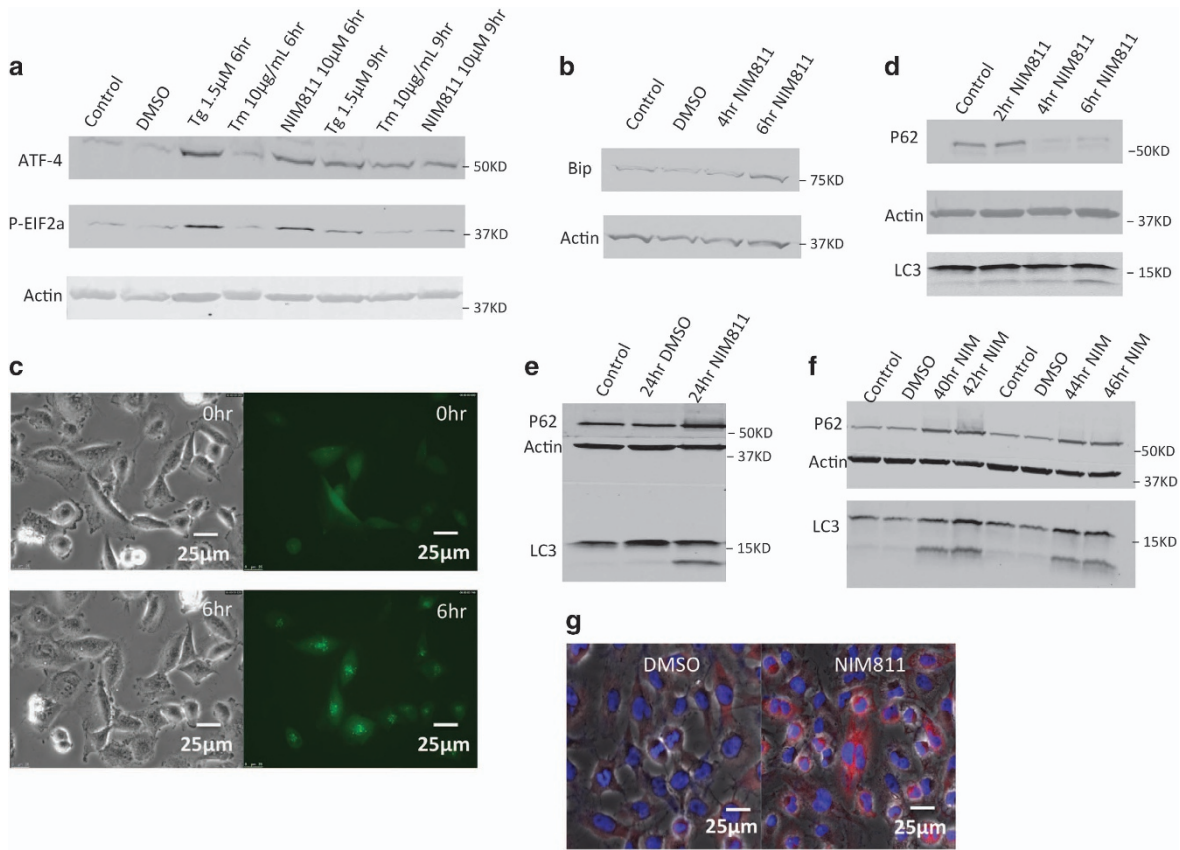 a
Control
DMSO
Tg 1.5µM 6hr
Tm 10µg/mL 6hr
NIM811 10µM 6hr
Tg 1.5µM 9hr
Tm 10µg/mL 9hr
NIM811 10µM 9hr
ATF-4
- 50KD
P-EIF2a
- 37KD
Actin
- 37KD
b
Control
DMSO
4hr NIM811
6hr NIM811
Bip
- 75KD
Actin
- 37KD
d
Control
2hr NIM811
4hr NIM811
6hr NIM811
P62
-50KD
Actin
- 37KD
LC3
- 15KD
c
0hr
25µm
0hr
25µm
6hr
25µm
6hr
25µm
e
Control
24hr DMSO
24hr NIM811
P62
- 50KD
Actin
- 37KD
LC3
- 15KD
f
Control
DMSO
40hr NIM
42hr NIM
Control
DMSO
44hr NIM
46hr NIM
P62
- 50KD
Actin
- 37KD
LC3
- 15KD
g
DMSO
25µm
NIM811
25µm